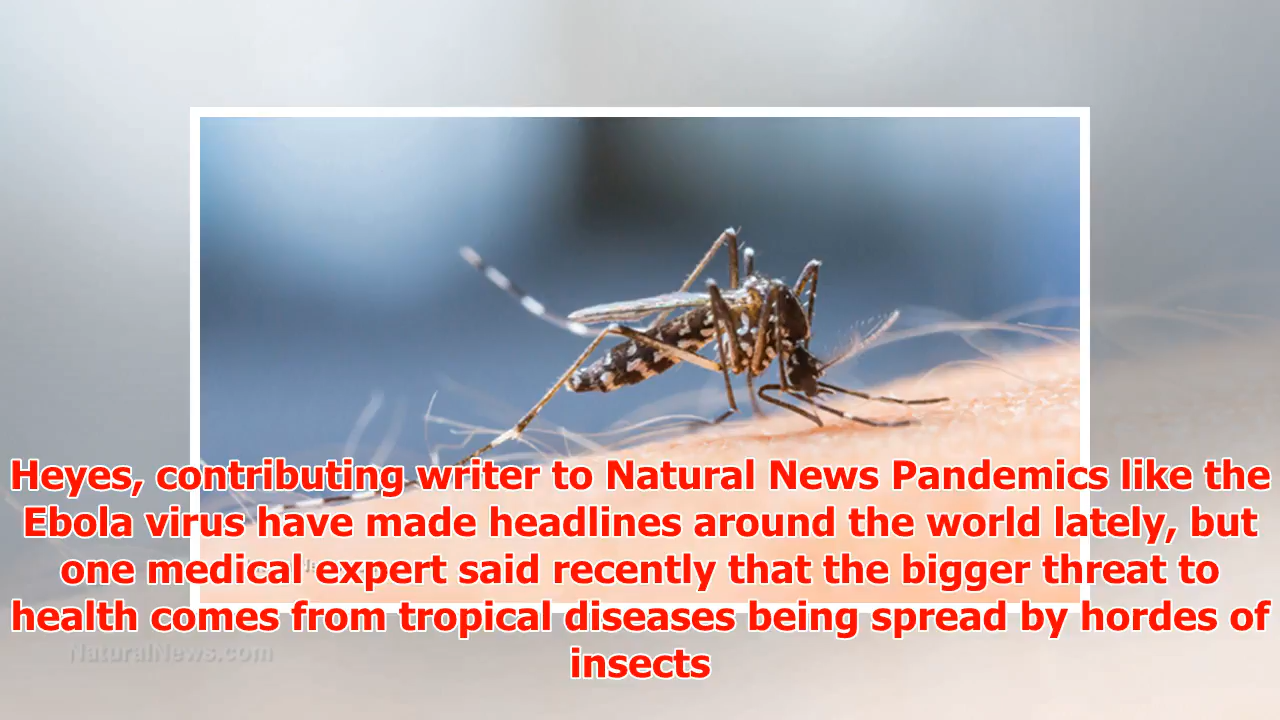 Heyes, contributing writer to Natural News Pandemics like the
Ebola virus have made headlines around the world lately, but
one medical expert said recently that the bigger threat to
health comes from tropical diseases being spread by hordes of
insects
NaturalNews.com